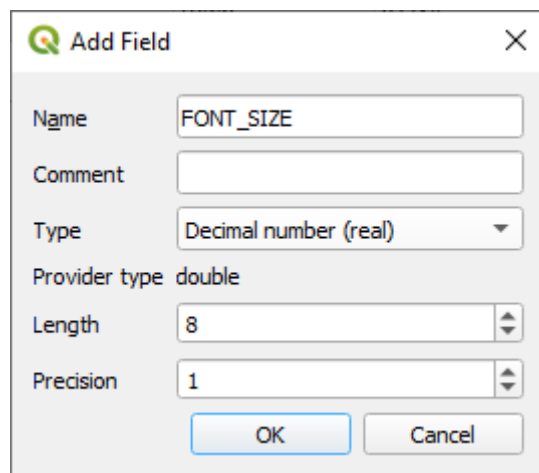 Add Field
Name FONT_SIZE
Comment
Type Decimal number (real)
Provider type double
Length 8
Precision 1
OK Cancel